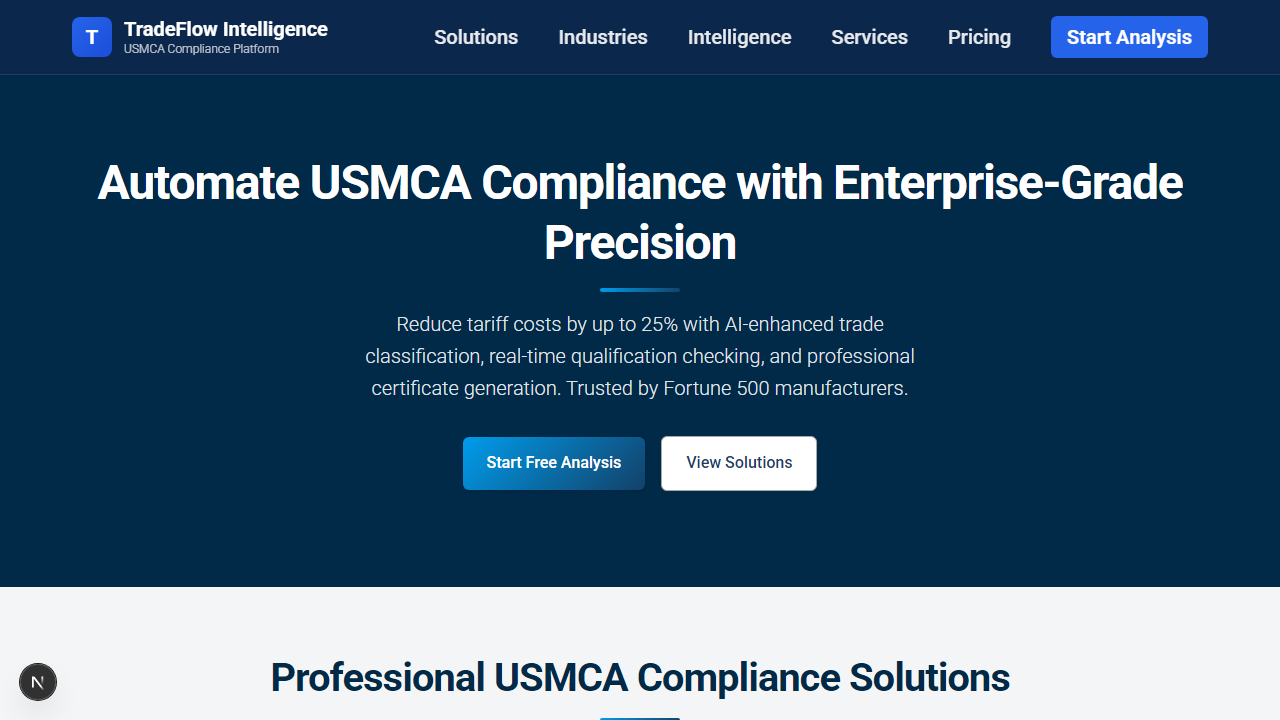 T
TradeFlow Intelligence
USMCA Compliance Platform
Solutions
Industries
Intelligence
Services
Pricing
Start Analysis
Automate USMCA Compliance with Enterprise-Grade
Precision
Reduce tariff costs by up to 25% with AI-enhanced trade
classification, real-time qualification checking, and professional
certificate generation. Trusted by Fortune 500 manufacturers.
Start Free Analysis
View Solutions
Professional USMCA Compliance Solutions
N